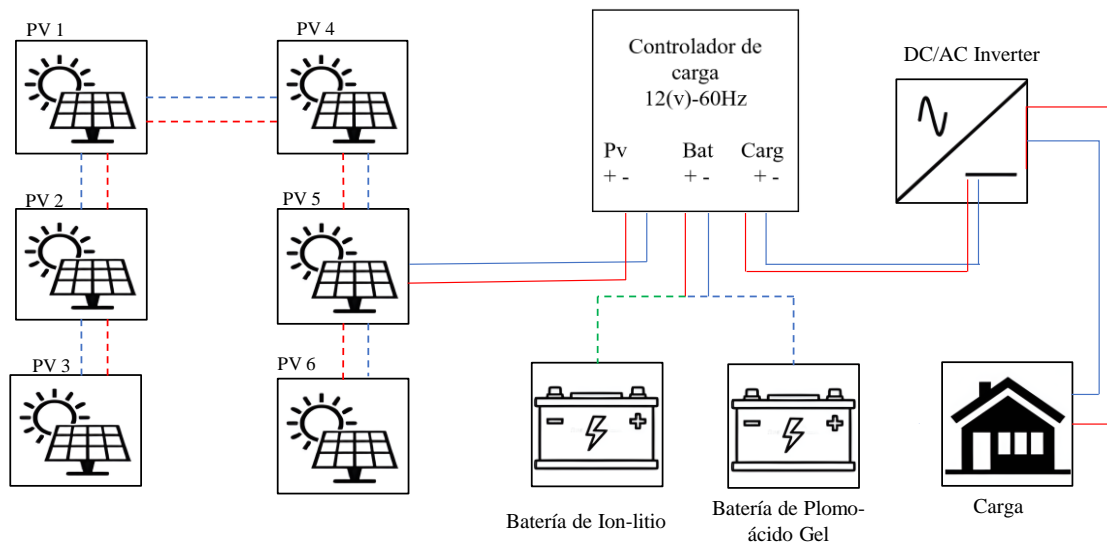 PV 1
PV 4
Controlador de
carga
12(v)-60Hz
DC/AC Inverter
Pv Bat Carg
+ - + - + -
PV 2
PV 5
PV 3
PV 6
Batería de Ion-litio
Batería de Plomo-
ácido Gel
Carga